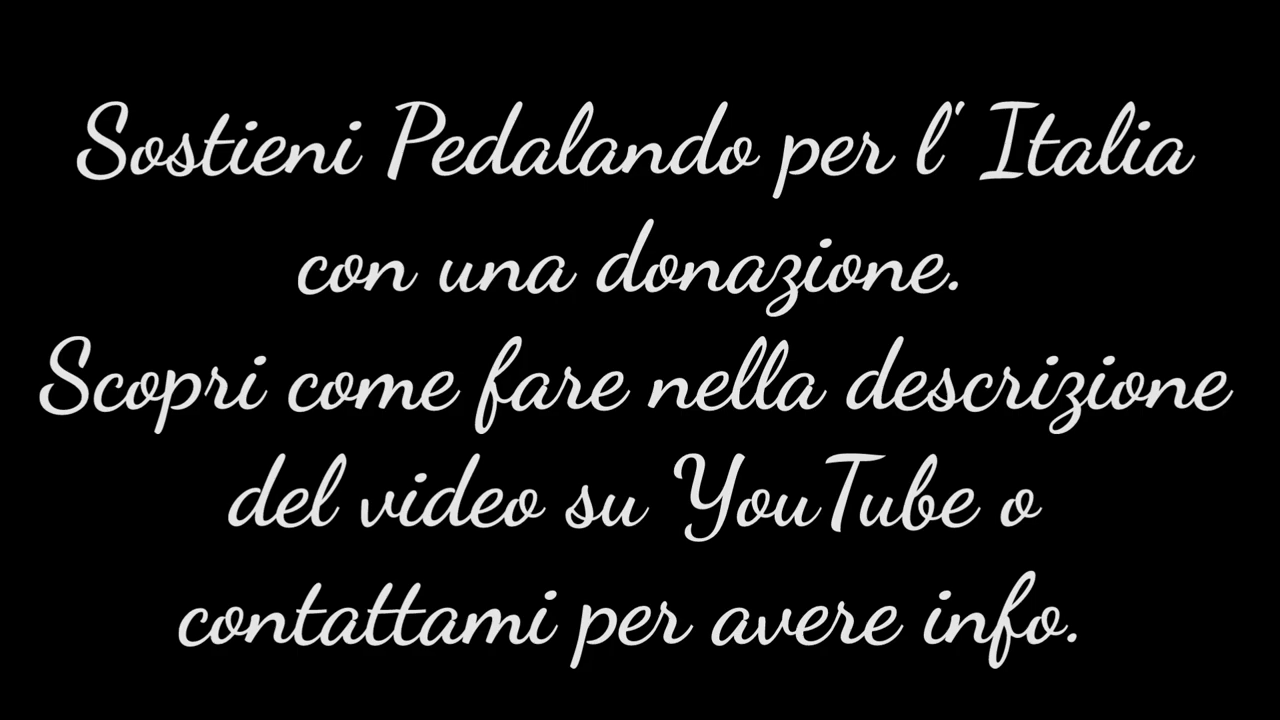 Sostieni Pedalando per l' Italia
con una donazione.
Scopri come fare nella descrizione
del video su YouTube o
contattami per avere info.